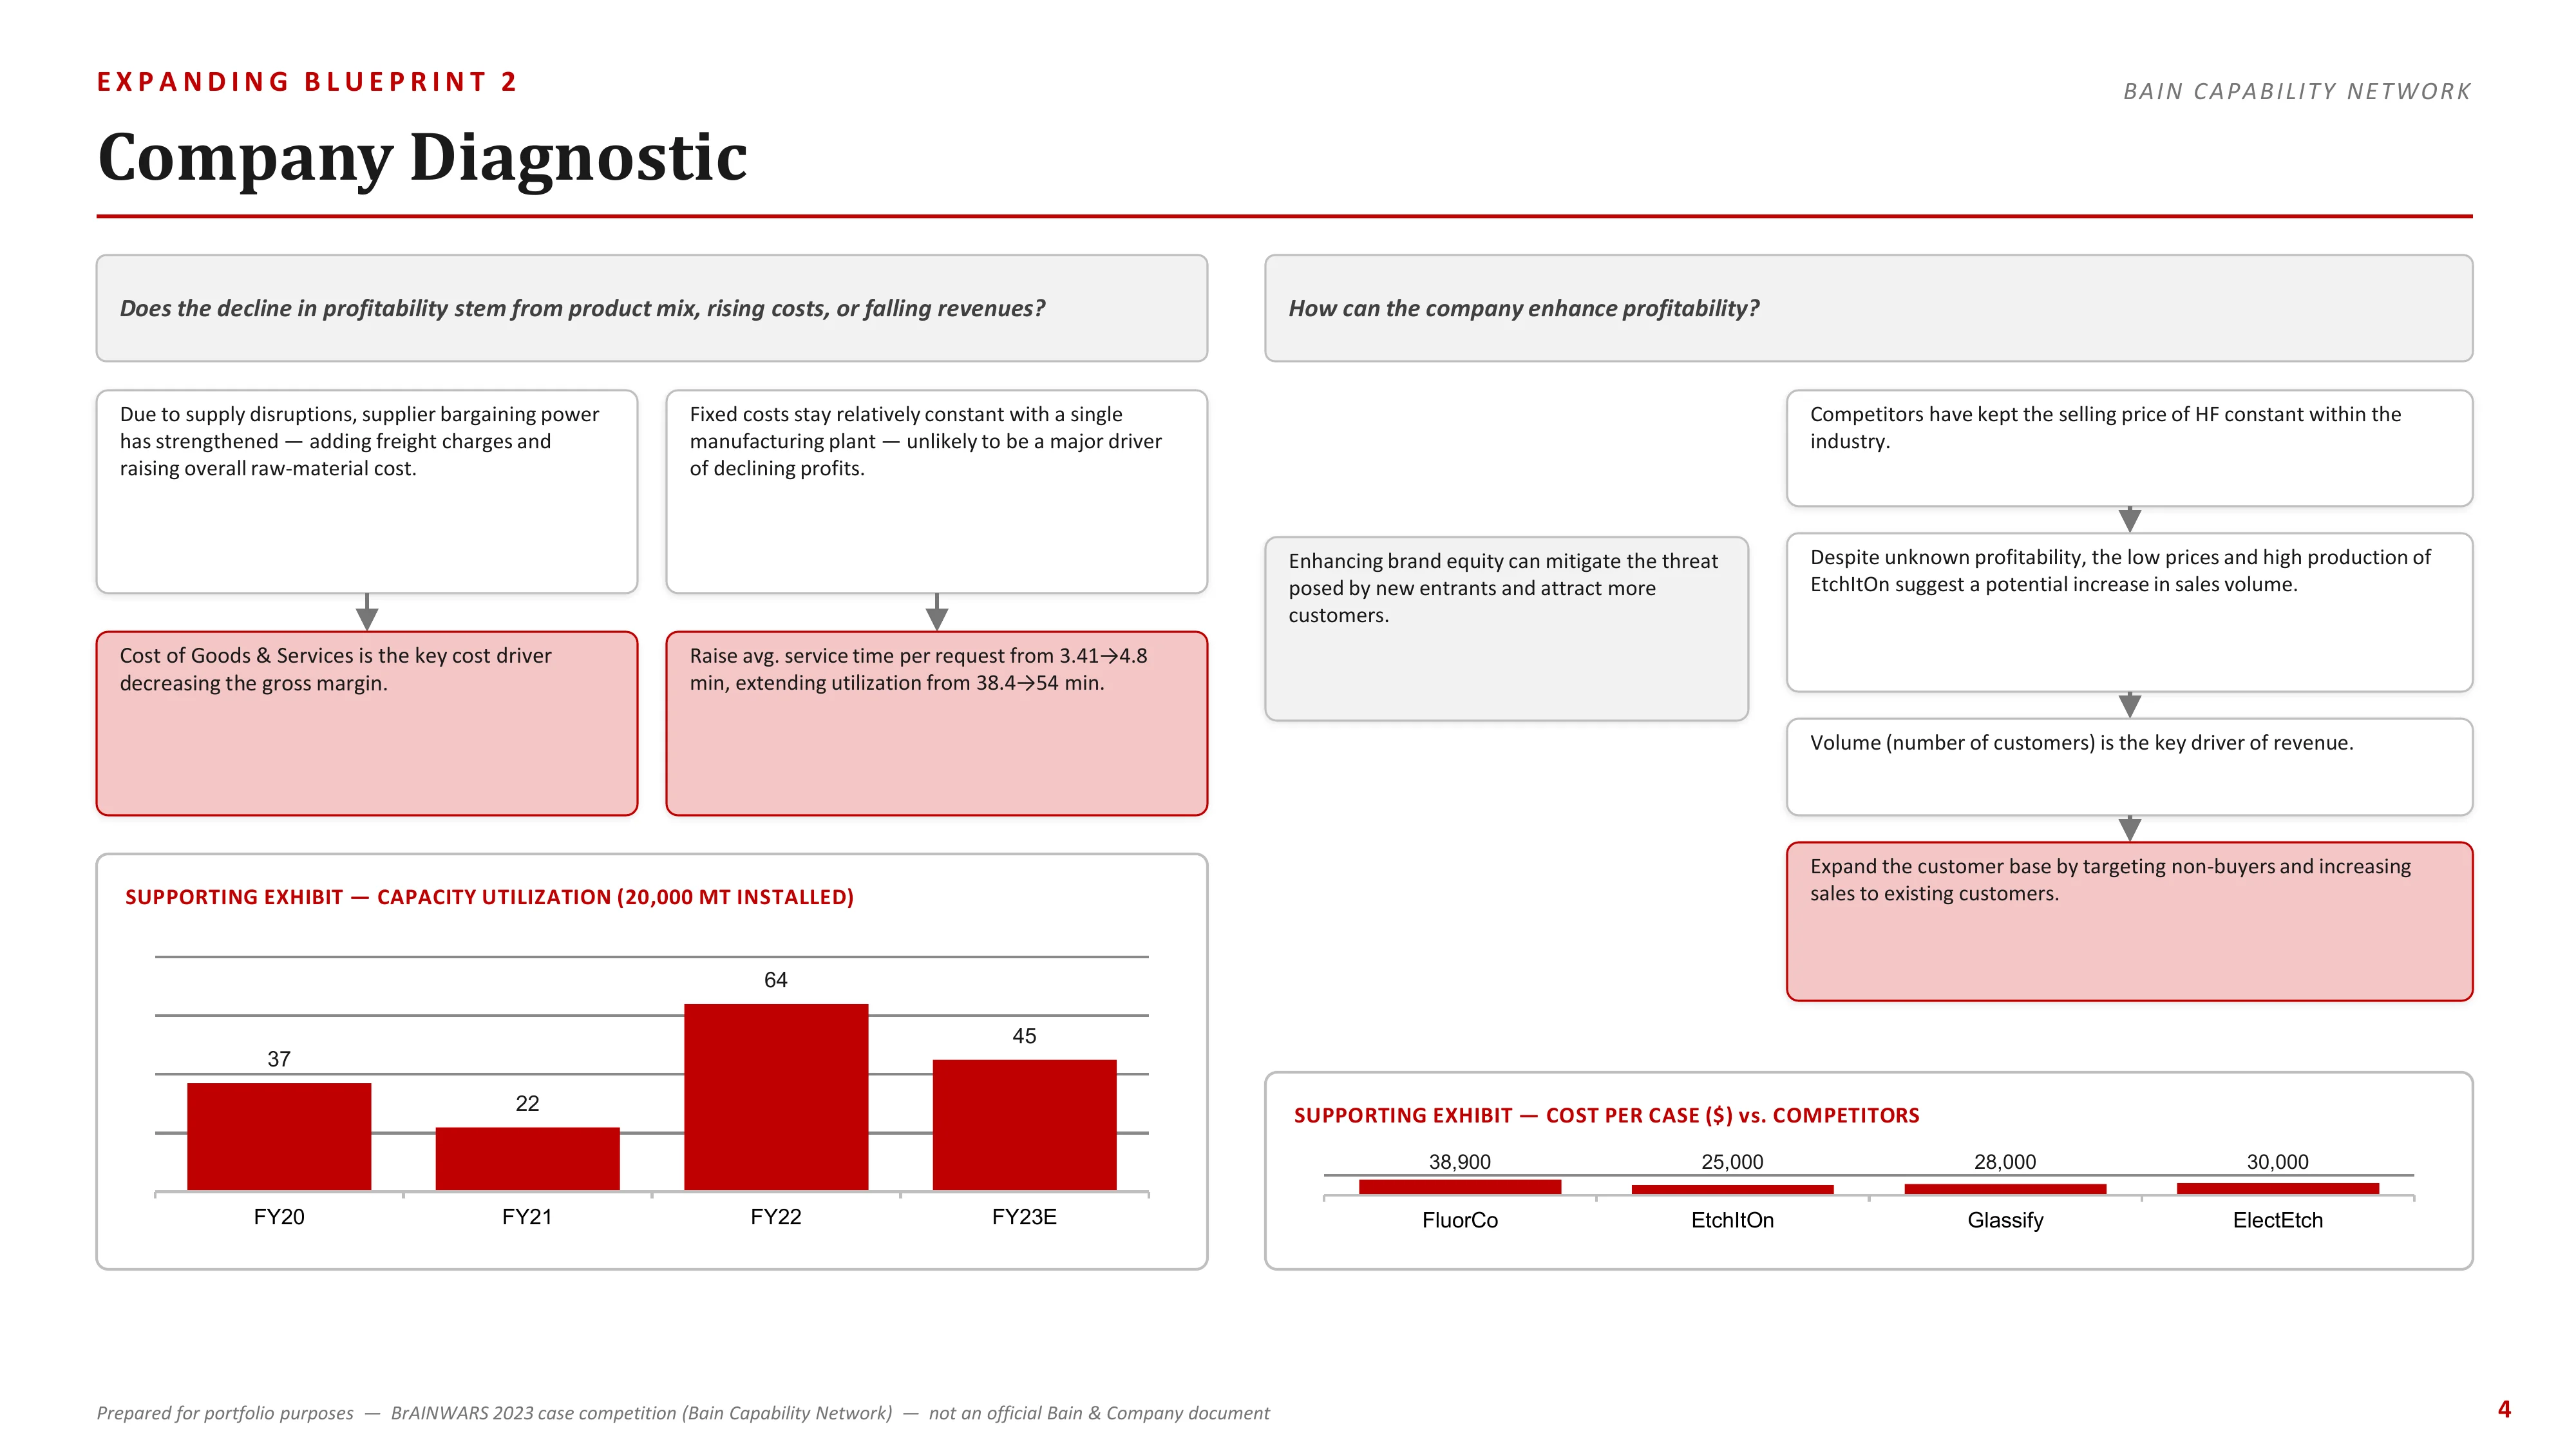 EXPANDING BLUEPRINT 2
BAIN CAPABILITY NETWORK
Company Diagnostic
Does the decline in profitability stem from product mix, rising costs, or falling revenues?
Due to supply disruptions, supplier bargaining power
has strengthened — adding freight charges and
raising overall raw-material cost.
Fixed costs stay relatively constant with a single
manufacturing plant — unlikely to be a major driver
of declining profits.
Cost of Goods & Services is the key cost driver
decreasing the gross margin.
Raise avg. service time per request from 3.41→4.8
min, extending utilization from 38.4→54 min.
SUPPORTING EXHIBIT — CAPACITY UTILIZATION (20,000 MT INSTALLED)
37
22
64
45
FY20
FY21
FY22
FY23E
How can the company enhance profitability?
Enhancing brand equity can mitigate the threat
posed by new entrants and attract more
customers.
Competitors have kept the selling price of HF constant within the
industry.
Despite unknown profitability, the low prices and high production of
EtchItOn suggest a potential increase in sales volume.
Volume (number of customers) is the key driver of revenue.
Expand the customer base by targeting non-buyers and increasing
sales to existing customers.
SUPPORTING EXHIBIT — COST PER CASE ($) vs. COMPETITORS
38,900
25,000
28,000
30,000
FluorCo
EtchItOn
Glassify
ElectEtch
Prepared for portfolio purposes — BrAINWARS 2023 case competition (Bain Capability Network) — not an official Bain & Company document
4